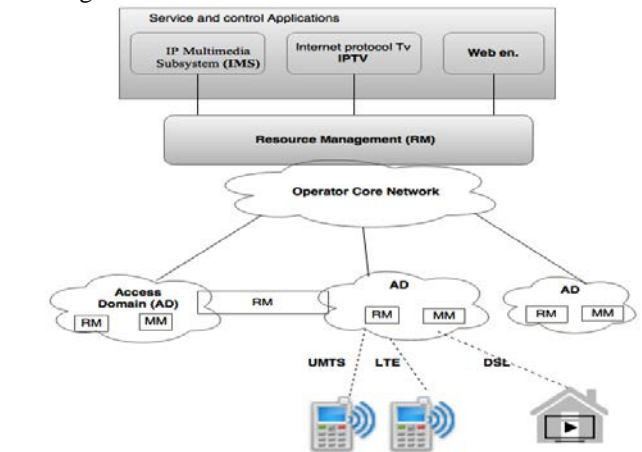 Service and control Applications
IP Multimedia
Subsystem (IMS)
Internet protocol Tv
IPTV
Web en.
Resource Management (RM)
Operator Core Network
Access
Domain (AD)
RM
MM
RM
AD
RM
MM
AD
RM
MM
UMTS
LTE
DSL